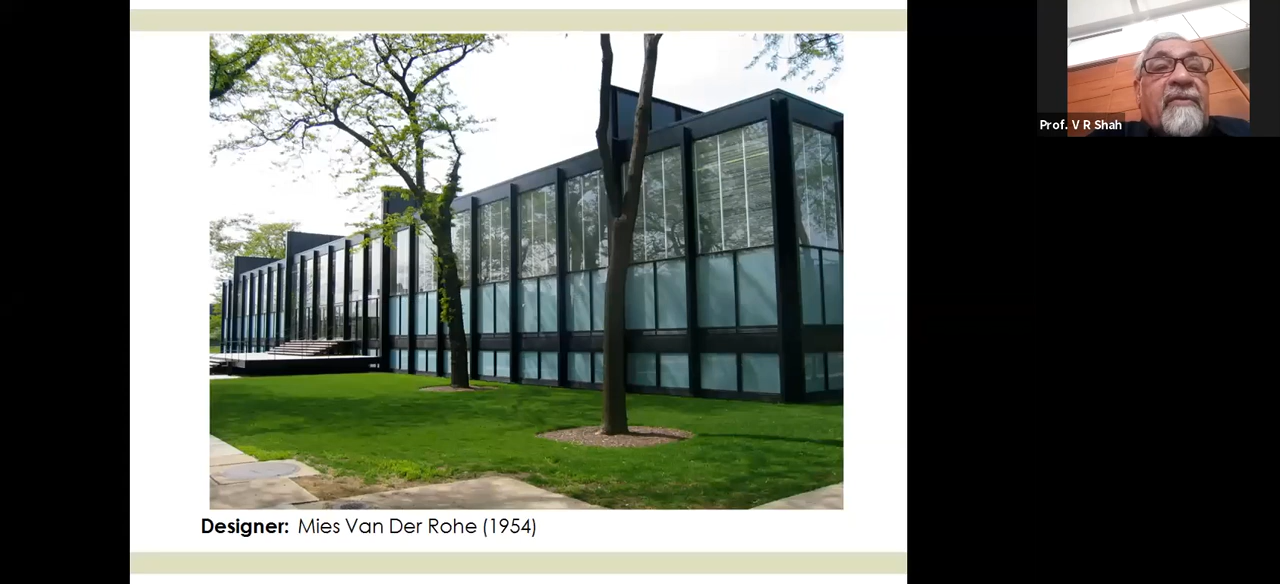 Prof. V R Shah
Designer: Mies Van Der Rohe (1954)